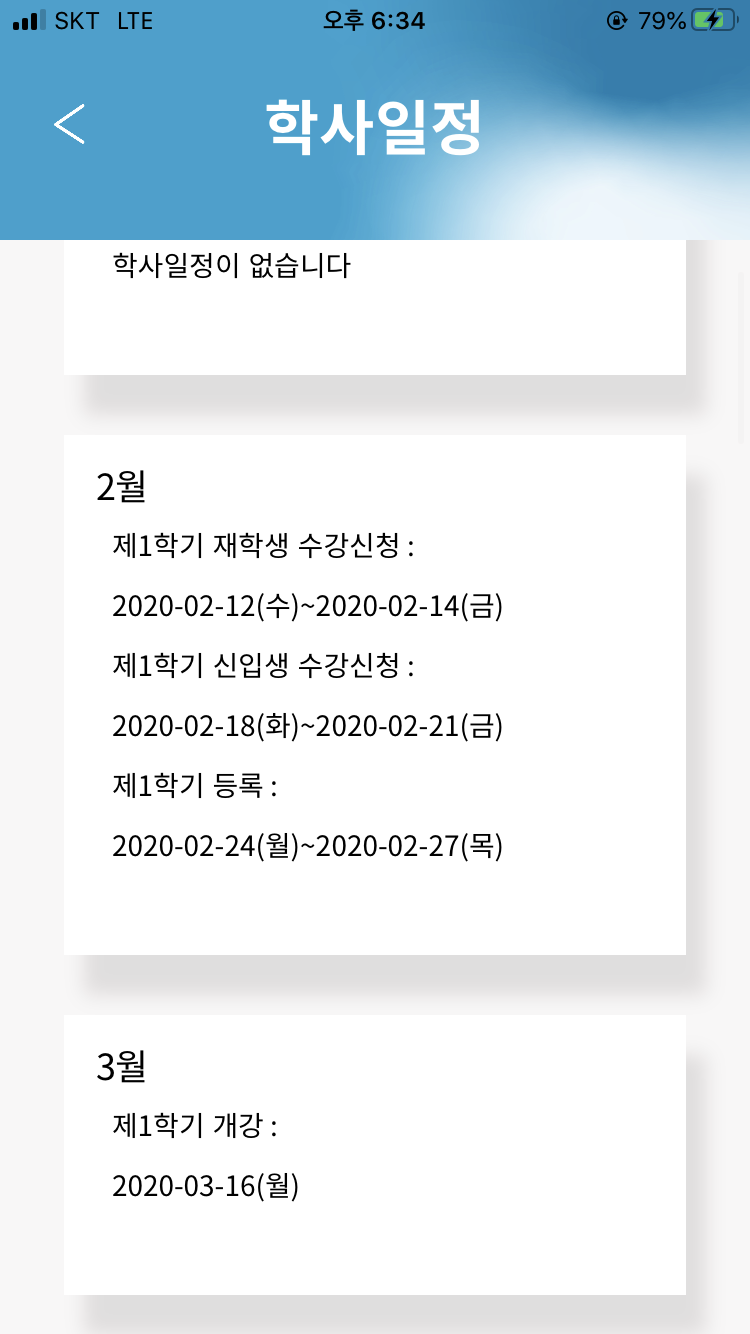 SKT LTE 오후 6:34 79%
학사일정
학사일정이 없습니다
2월
제1학기 재학생 수강신청 :
2020-02-12(수)~2020-02-14(금)
제1학기 신입생 수강신청 :
2020-02-18(화)~2020-02-21(금)
제1학기 등록 :
2020-02-24(월)~2020-02-27(목)
3월
제1학기 개강 :
2020-03-16(월)